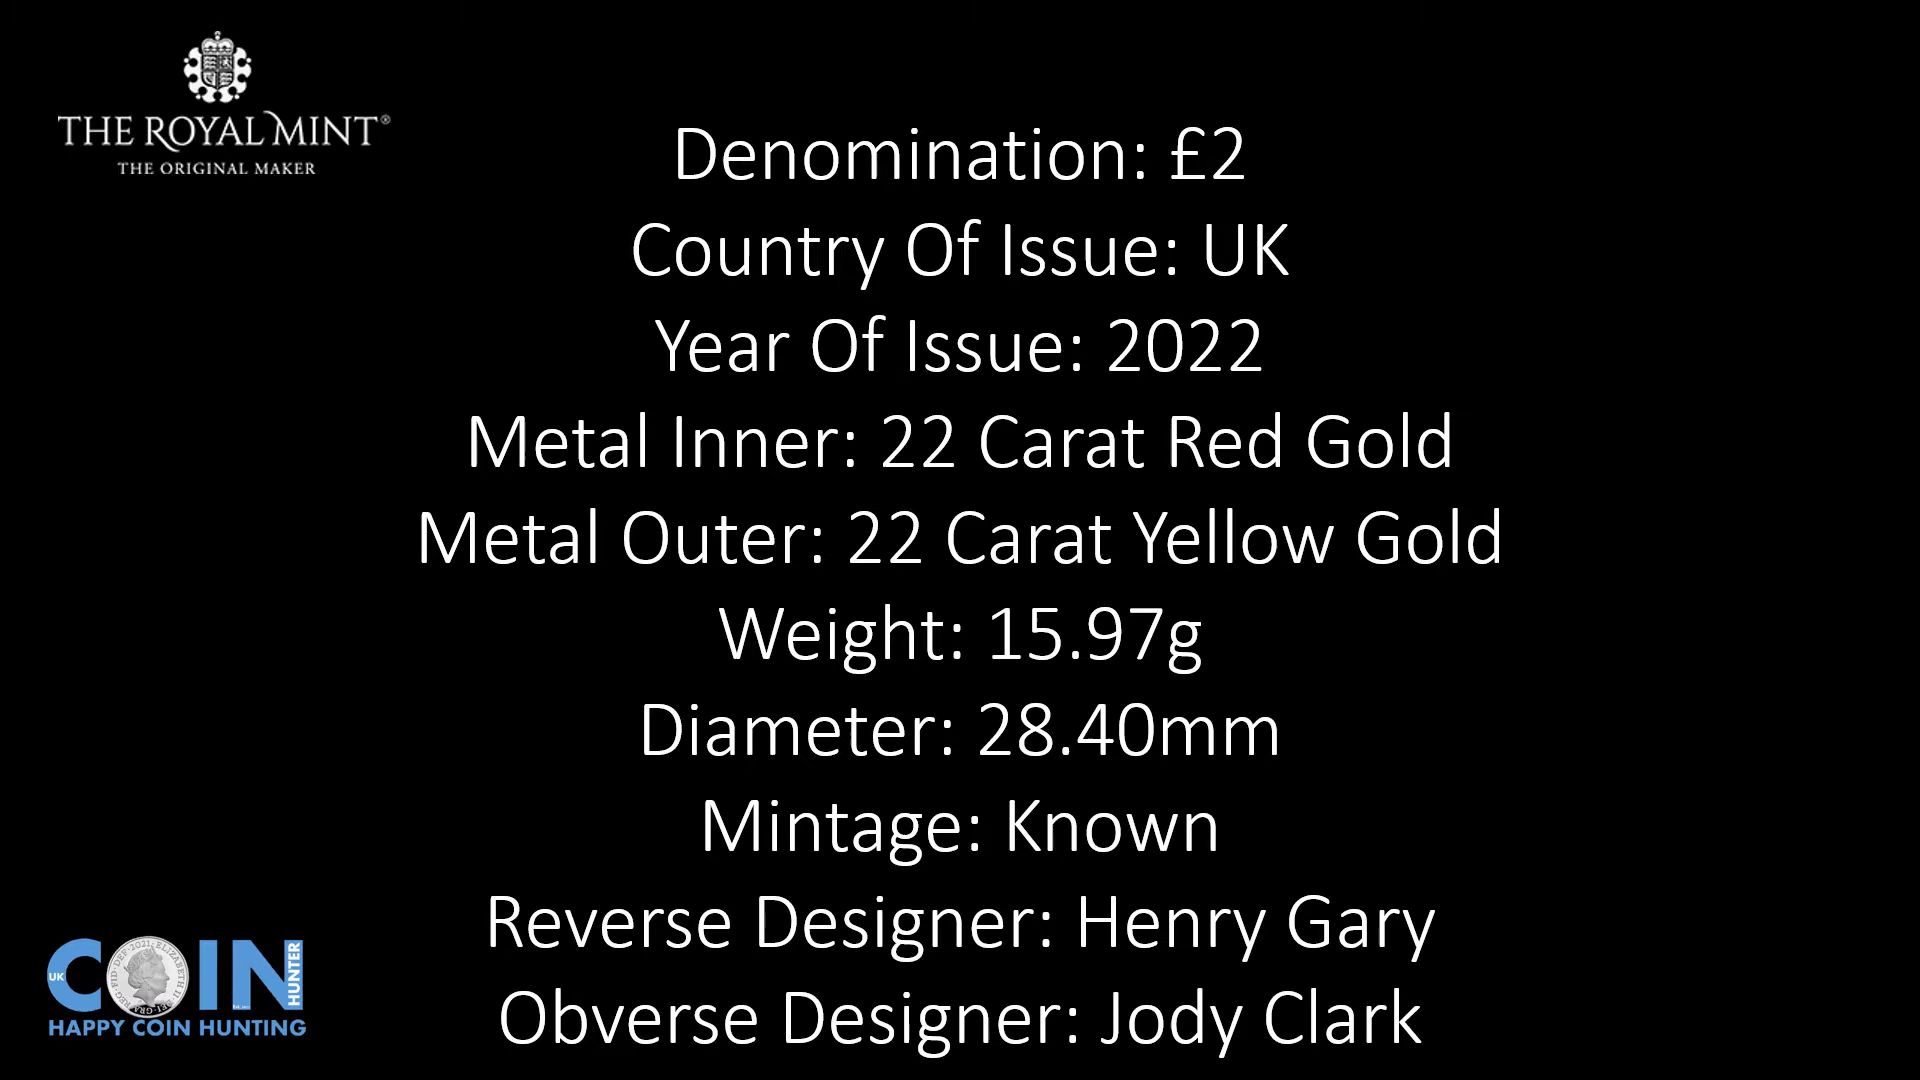 THE ROYAL MINT®
THE ORIGINAL MAKER
Denomination: £2
Country Of Issue: UK
Year Of Issue: 2022
Metal Inner: 22 Carat Red Gold
Metal Outer: 22 Carat Yellow Gold
Weight: 15.97g
Diameter: 28.40mm
Mintage: Known
Reverse Designer: Henry Gary
Obverse Designer: Jody Clark
UK COIN HUNTER
HAPPY COIN HUNTING